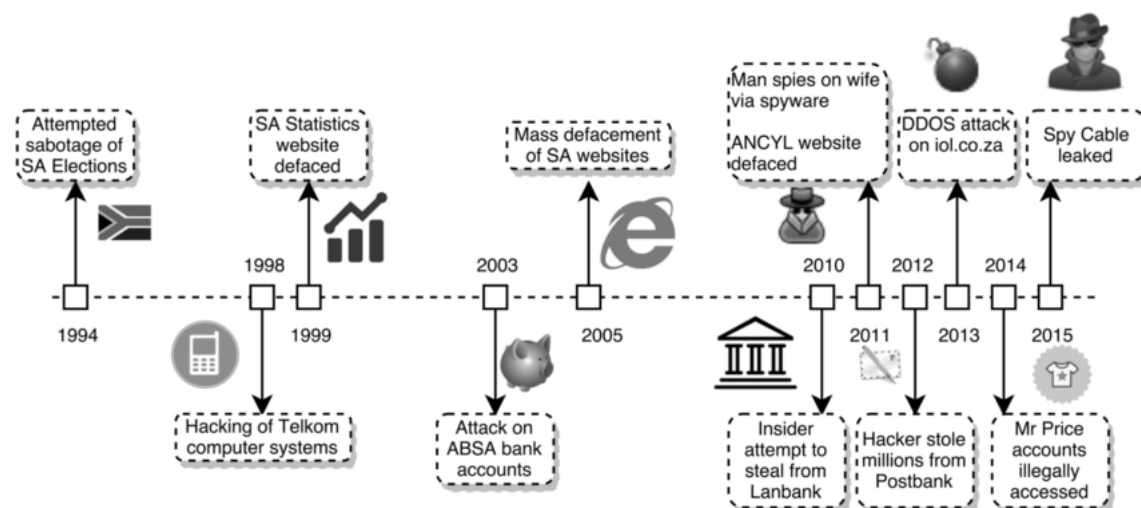 Attempted
sabotage of
SA Elections
SA Statistics
website
defaced
Mass defacement
of SA websites
Man spies on wife
via spyware
ANCYL website
defaced
DDOS attack
on iol.co.za
Spy Cable
leaked
1998
2003
2010
2012
2014
1994
1999
2005
2011
2013
2015
Hacking of Telkom
computer systems
Attack on
ABSA bank
accounts
Insider
attempt to
steal from
Lanbank
Hacker stole
millions from
Postbank
Mr Price
accounts
illegally
accessed